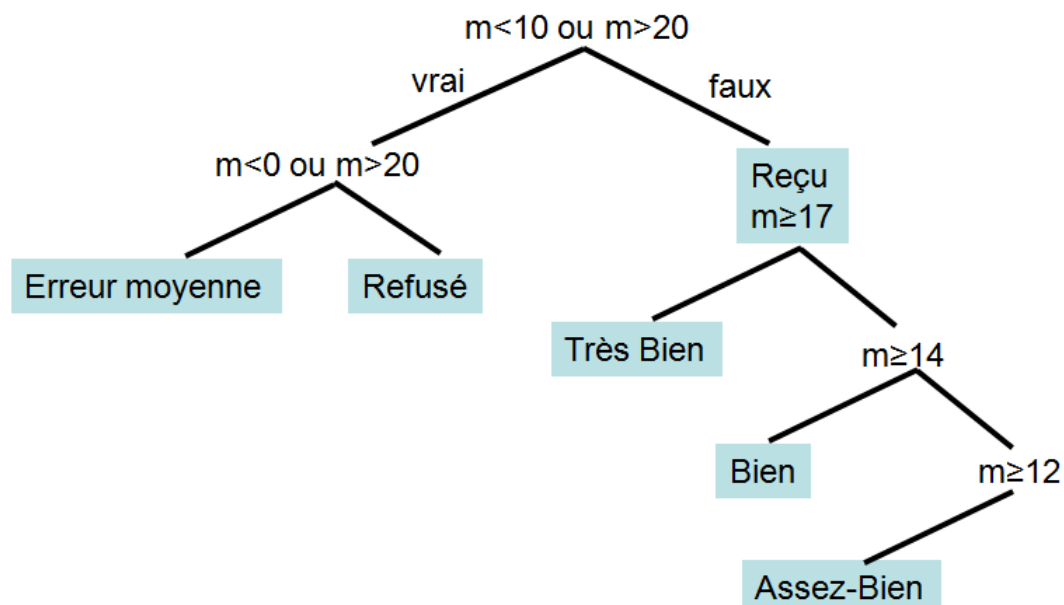 m<10 ou m>20
vrai
faux
m<0 ou m>20
Reçu
m≥17
Erreur moyenne
Refusé
Très Bien
m≥14
Bien
m≥12
Assez-Bien